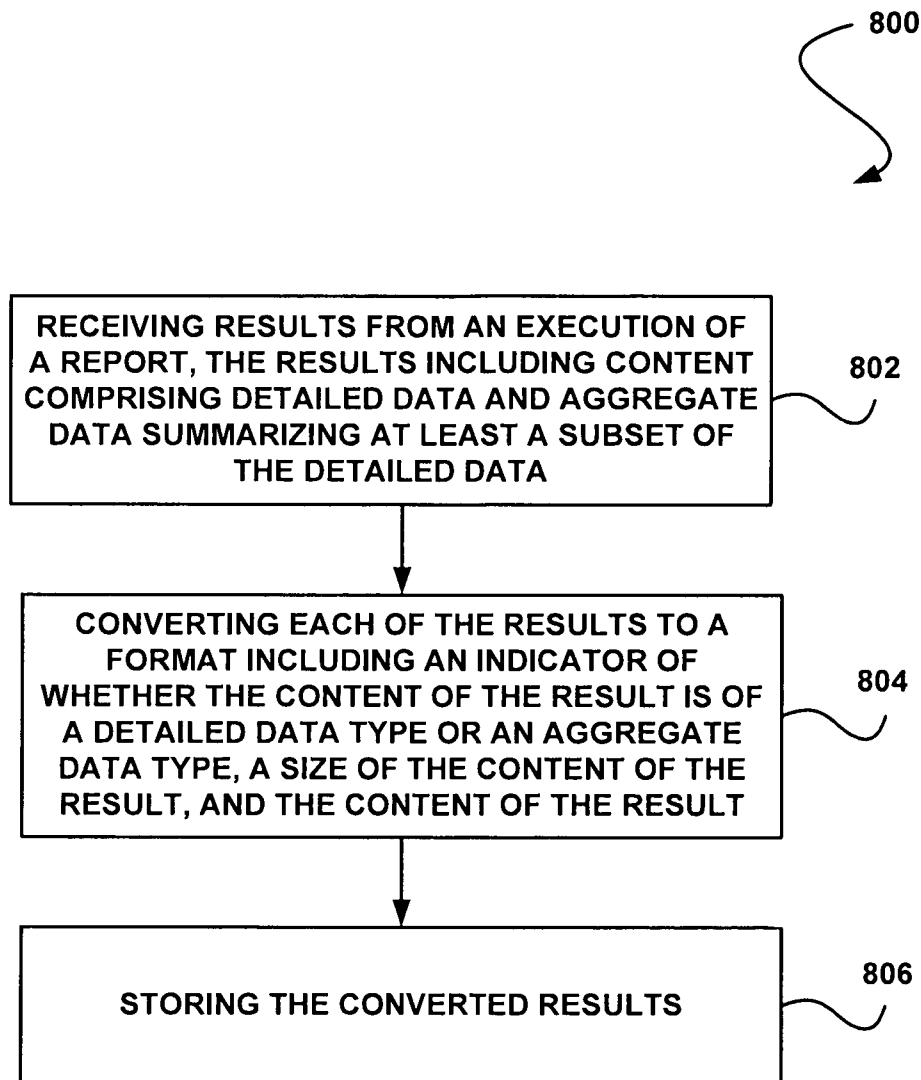 800
RECEIVING RESULTS FROM AN EXECUTION OF
A REPORT, THE RESULTS INCLUDING CONTENT
COMPRISING DETAILED DATA AND AGGREGATE
DATA SUMMARIZING AT LEAST A SUBSET OF
THE DETAILED DATA
802
CONVERTING EACH OF THE RESULTS TO A
FORMAT INCLUDING AN INDICATOR OF
WHETHER THE CONTENT OF THE RESULT IS OF
A DETAILED DATA TYPE OR AN AGGREGATE
DATA TYPE, A SIZE OF THE CONTENT OF THE
RESULT, AND THE CONTENT OF THE RESULT
804
STORING THE CONVERTED RESULTS
806